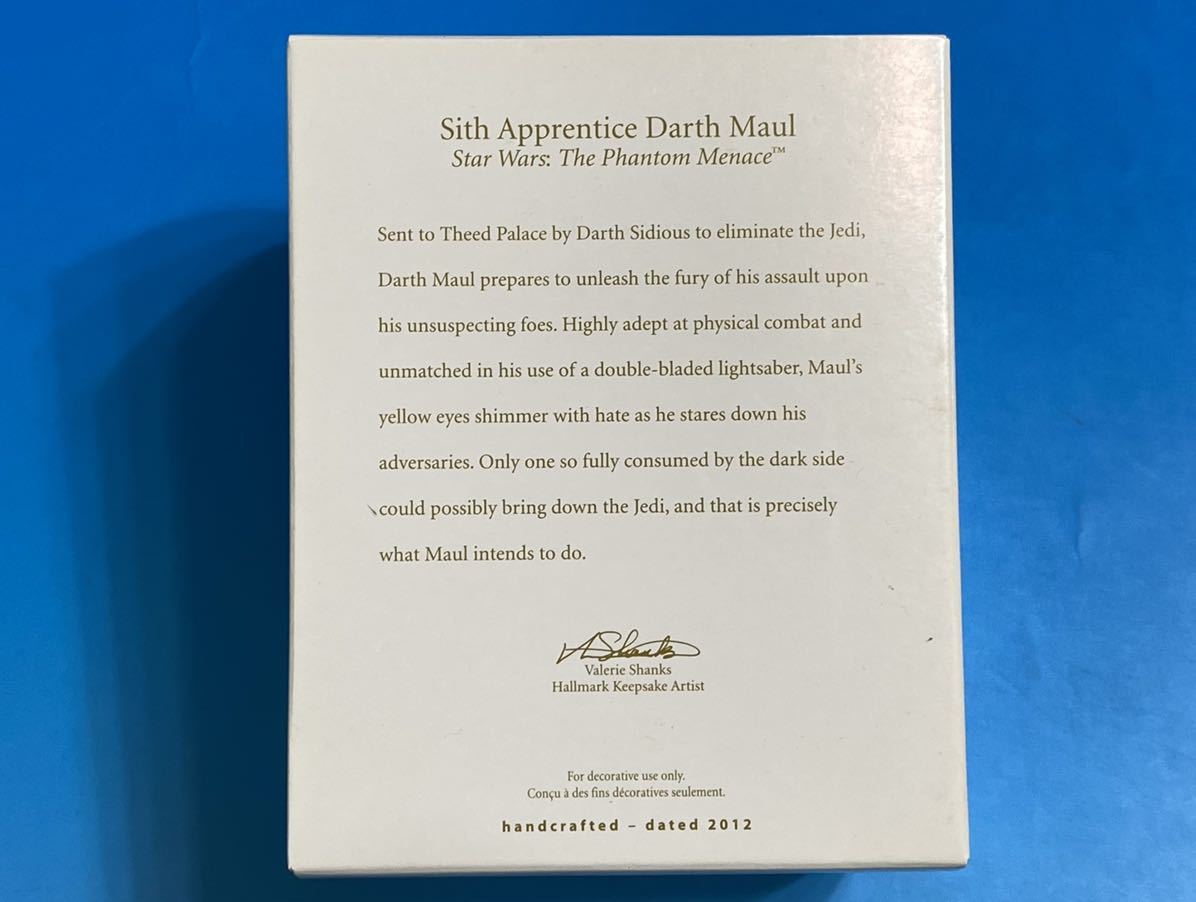 Sith Apprentice Darth Maul
Star Wars: The Phantom Menace™
Sent to Theed Palace by Darth Sidious to eliminate the Jedi,
Darth Maul prepares to unleash the fury of his assault upon
his unsuspecting foes. Highly adept at physical combat and
unmatched in his use of a double-bladed lightsaber, Maul's
yellow eyes shimmer with hate as he stares down his
adversaries. Only one so fully consumed by the dark side
could possibly bring down the Jedi, and that is precisely
what Maul intends to do.
VShanks
Valerie Shanks
Hallmark Keepsake Artist
For decorative use only.
Conçu à des fins décoratives seulement.
handcrafted – dated 2012